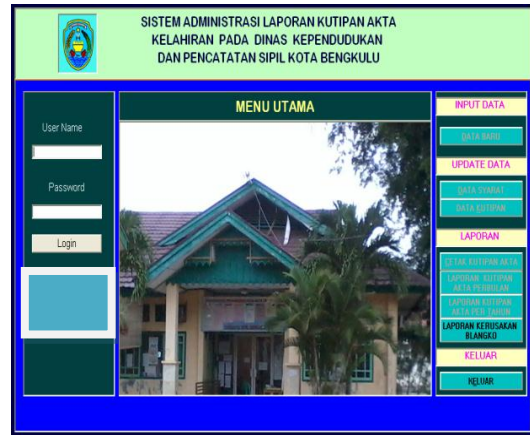 SISTEM ADMINISTRASI LAPORAN KUTIPAN AKTA
KELAHIRAN PADA DINAS KEPENDUDUKAN
DAN PENCATATAN SIPIL KOTA BENGKULU
User Name
Password
Login
MENU UTAMA
INPUT DATA
DATA BARU
UPDATE DATA
DATA SYARAT
DATA KUTIPAN
LAPORAN
CETAK KUTIPAN AKTA
LAPORAN KUTIPAN
AKTA PERBULAN
LAPORAN KUTIPAN
AKTA PER TAHUN
LAPORAN KERUSAKAN
BLANGKO
KELUAR
KELUAR